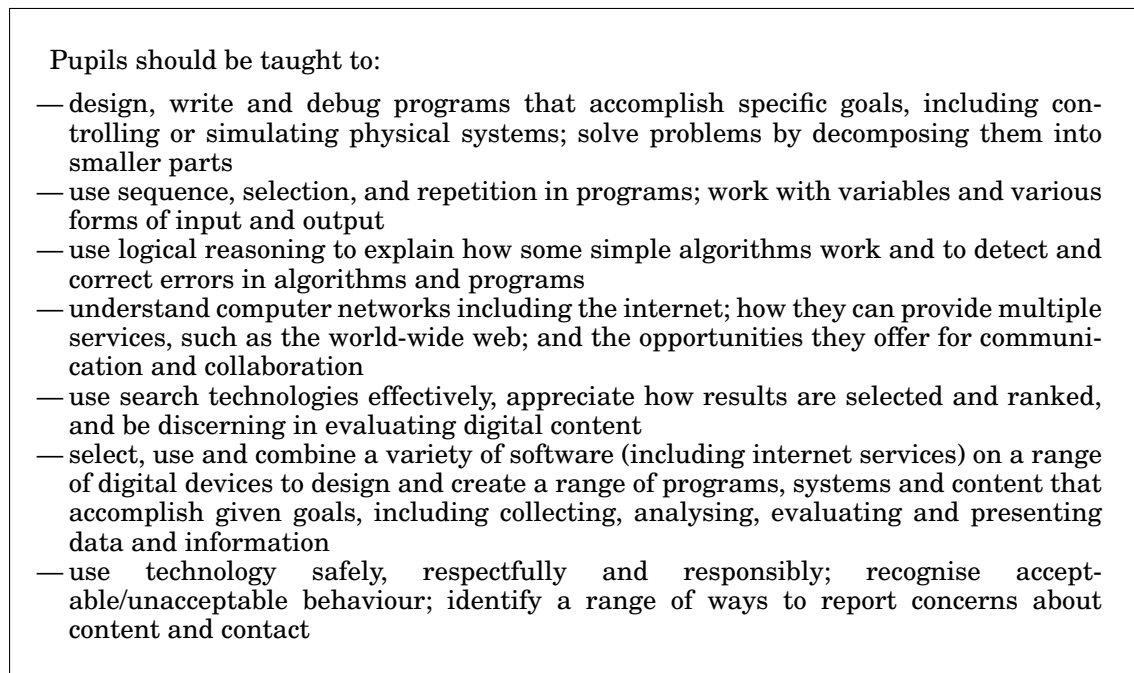 Pupils should be taught to:
— design, write and debug programs that accomplish specific goals, including con-
trolling or simulating physical systems; solve problems by decomposing them into
smaller parts
— use sequence, selection, and repetition in programs; work with variables and various
forms of input and output
— use logical reasoning to explain how some simple algorithms work and to detect and
correct errors in algorithms and programs
— understand computer networks including the internet; how they can provide multiple
services, such as the world-wide web; and the opportunities they offer for communi-
cation and collaboration
— use search technologies effectively, appreciate how results are selected and ranked,
and be discerning in evaluating digital content
— select, use and combine a variety of software (including internet services) on a range
of digital devices to design and create a range of programs, systems and content that
accomplish given goals, including collecting, analysing, evaluating and presenting
data and information
— use technology safely, respectfully and responsibly; recognise accept-
able/unacceptable behaviour; identify a range of ways to report concerns about
content and contact